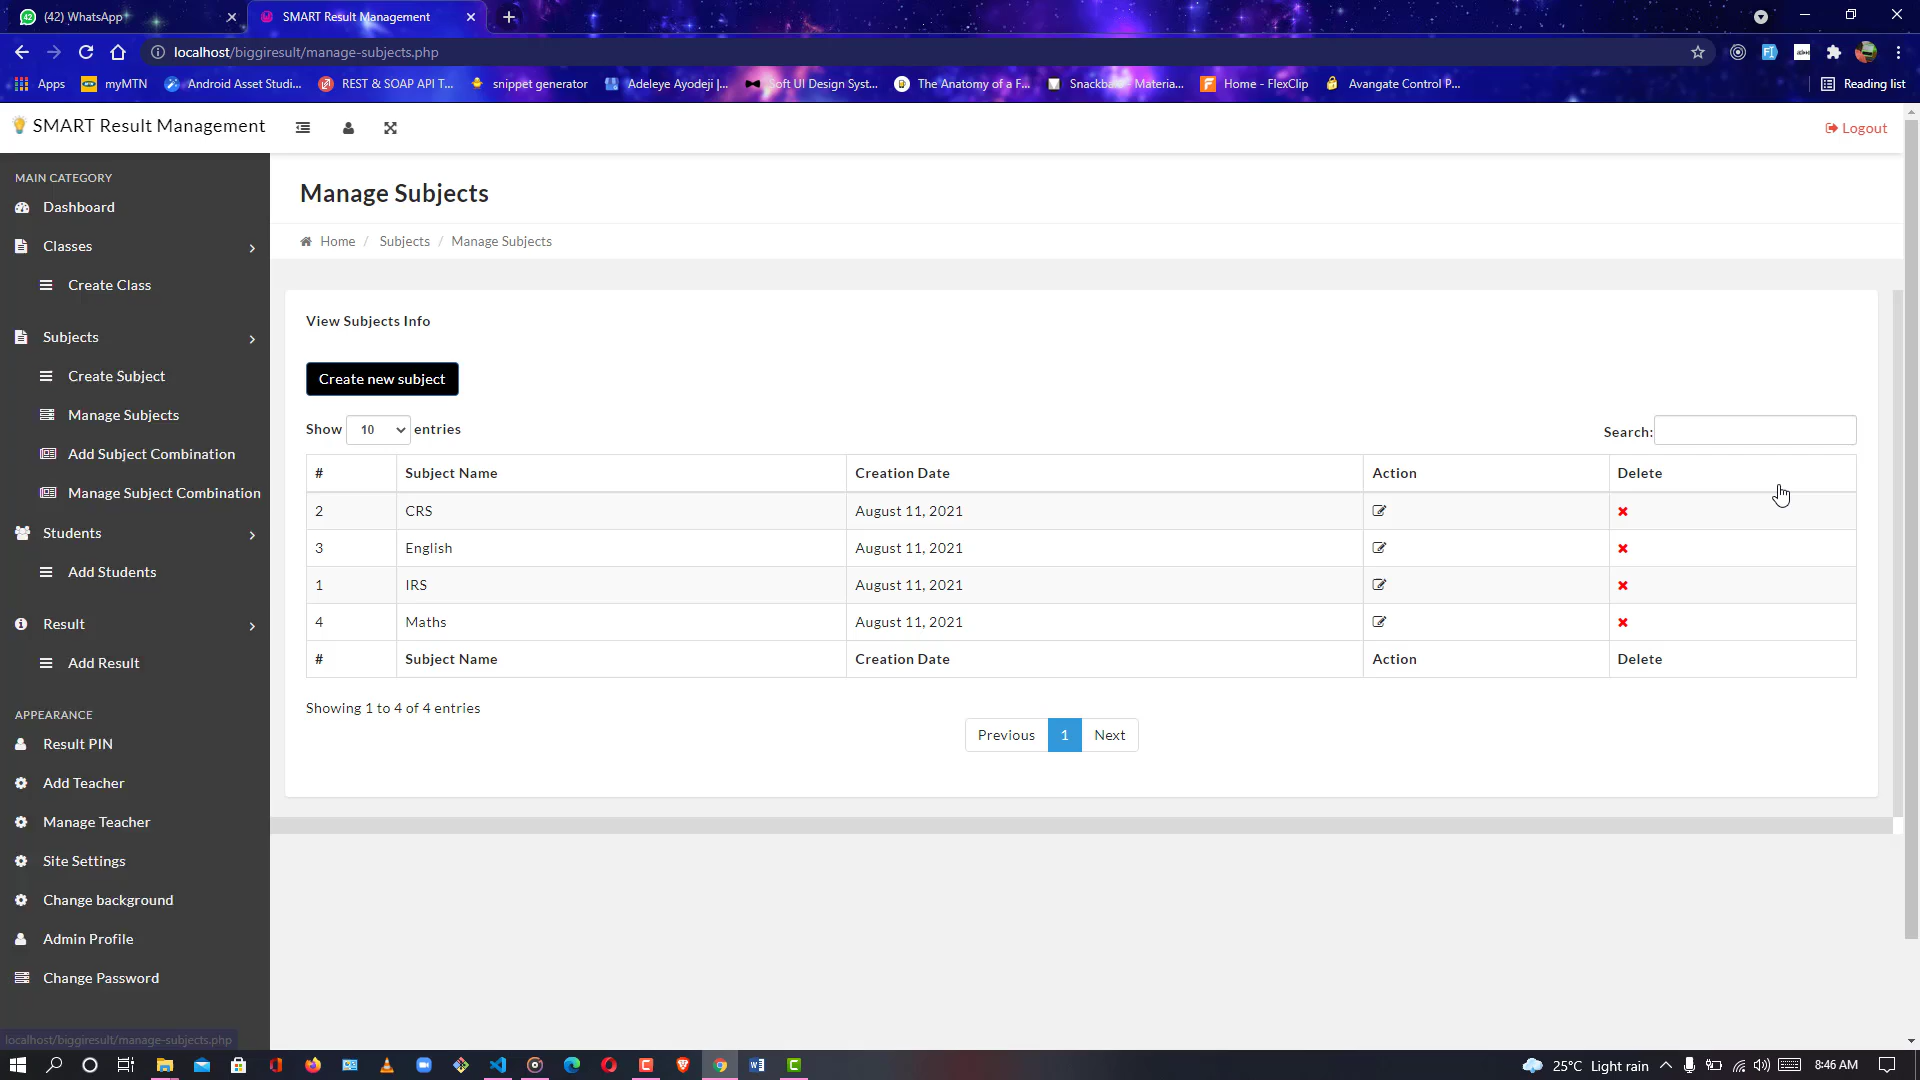 (42) WhatsApp
SMART Result Management
localhost/biggiresult/manage-subjects.php
Apps
myMTN
Android Asset Studi...
REST & SOAP API T...
snippet generator
Adeleye Ayodeji |...
Soft UI Design Syst...
The Anatomy of a F...
Snackbars - Materia...
Home - FlexClip
Avangate Control P...
Reading list
SMART Result Management
Logout
MAIN CATEGORY
Dashboard
Classes
Create Class
Subjects
Create Subject
Manage Subjects
Add Subject Combination
Manage Subject Combination
Students
Add Students
Result
Add Result
APPEARANCE
Result PIN
Add Teacher
Manage Teacher
Site Settings
Change background
Admin Profile
Change Password
localhost/biggiresult/manage-subjects.php
Manage Subjects
Home / Subjects / Manage Subjects
View Subjects Info
Create new subject
Show 10 entries
Search:
# Subject Name Creation Date Action Delete
2 CRS August 11, 2021
3 English August 11, 2021
1 IRS August 11, 2021
4 Maths August 11, 2021
# Subject Name Creation Date Action Delete
Showing 1 to 4 of 4 entries
Previous 1 Next
25°C Light rain
8:46 AM